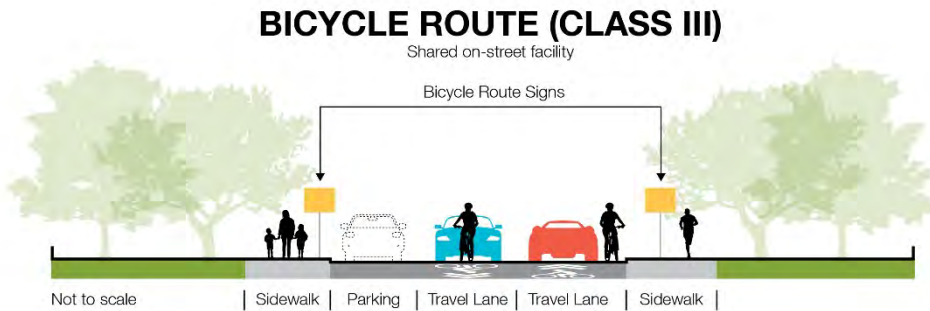 BICYCLE ROUTE (CLASS III)
Shared on-street facility
Bicycle Route Signs
Not to scale | Sidewalk | Parking | Travel Lane | Travel Lane | Sidewalk |